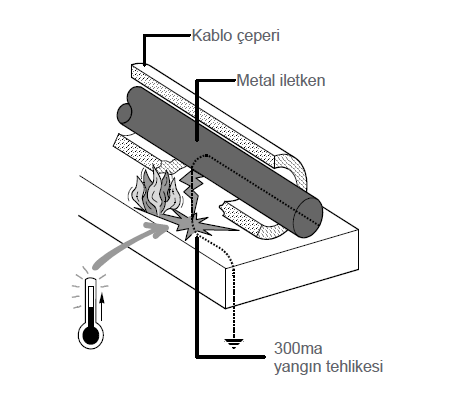 Kablo çeperi
Metal iletken
300ma
yangın tehlikesi